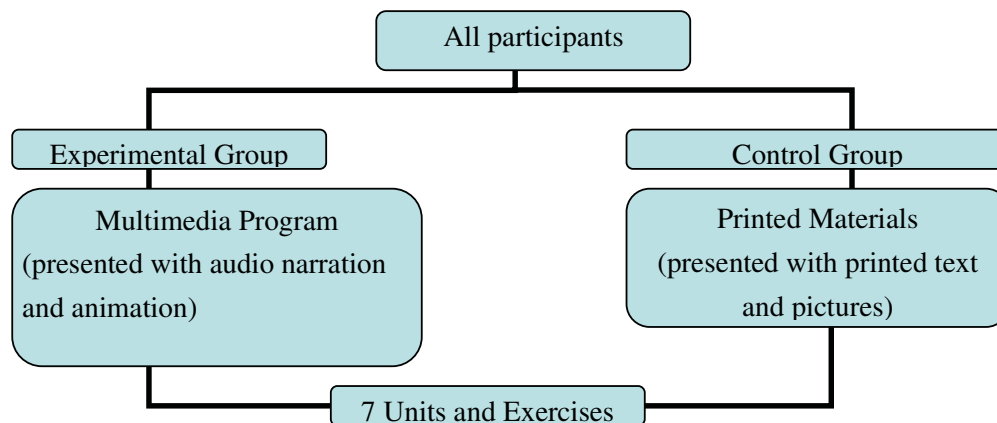 All participants
Experimental Group
Control Group
Multimedia Program
(presented with audio narration
and animation)
Printed Materials
(presented with printed text
and pictures)
7 Units and Exercises